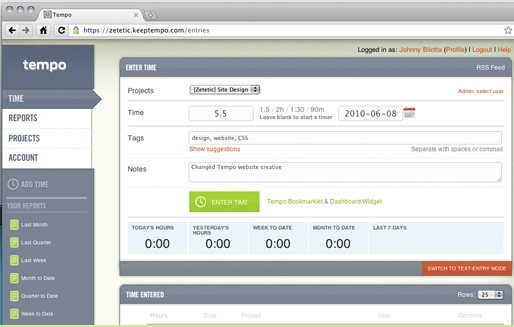 Tempo
https://zetetic.keeptempo.com/entries
Logged in as: Johnny Bilotta (Profile) | Logout | Help
tempo
TIME
REPORTS
PROJECTS
ACCOUNT
ADD TIME
YOUR REPORTS
Last Month
Last Quarter
Last Week
Month to Date
Quarter to Date
Week to Date
ENTER TIME
RSS Feed
Projects
[Zetetic] Site Design
Admin: select user
Time
5.5
1.5 / 2h / 1:30 / 90m
Leave blank to start a timer
2010-06-08
Tags
design, website, CSS
Show suggestions
Separate with spaces or commas
Notes
Changed Tempo website creative
ENTER TIME
Tempo Bookmarklet & Dashboard Widget
TODAY'S HOURS
0:00
YESTERDAY'S HOURS
0:00
WEEK TO DATE
0:00
MONTH TO DATE
0:00
LAST 7 DAYS
SWITCH TO TEXT-ENTRY MODE
TIME ENTERED
Rows: 25
Hours
Date
Project
User
Controls